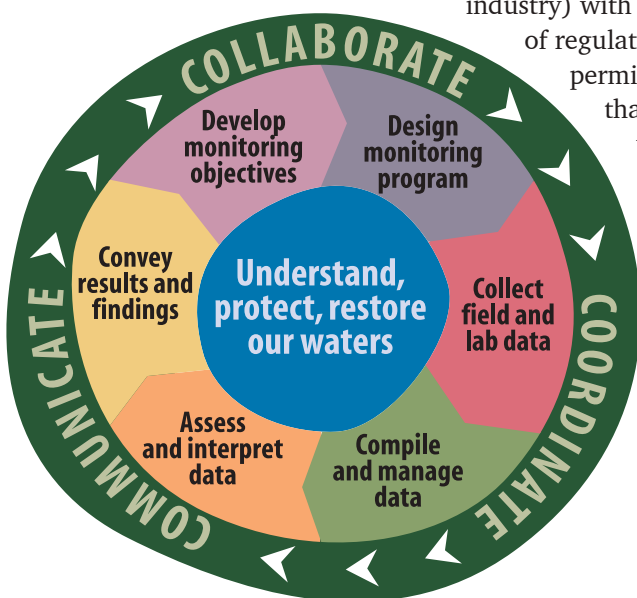 industry) with
of regulat
permi
tha
COLLABORATE
Develop
monitoring
objectives
Design
monitoring
program
Convey
results and
findings
Understand,
protect, restore
our waters
Collect
field and
lab data
Assess
and interpret
data
Compile
and manage
data
COORDINATE
COMMUNICATE